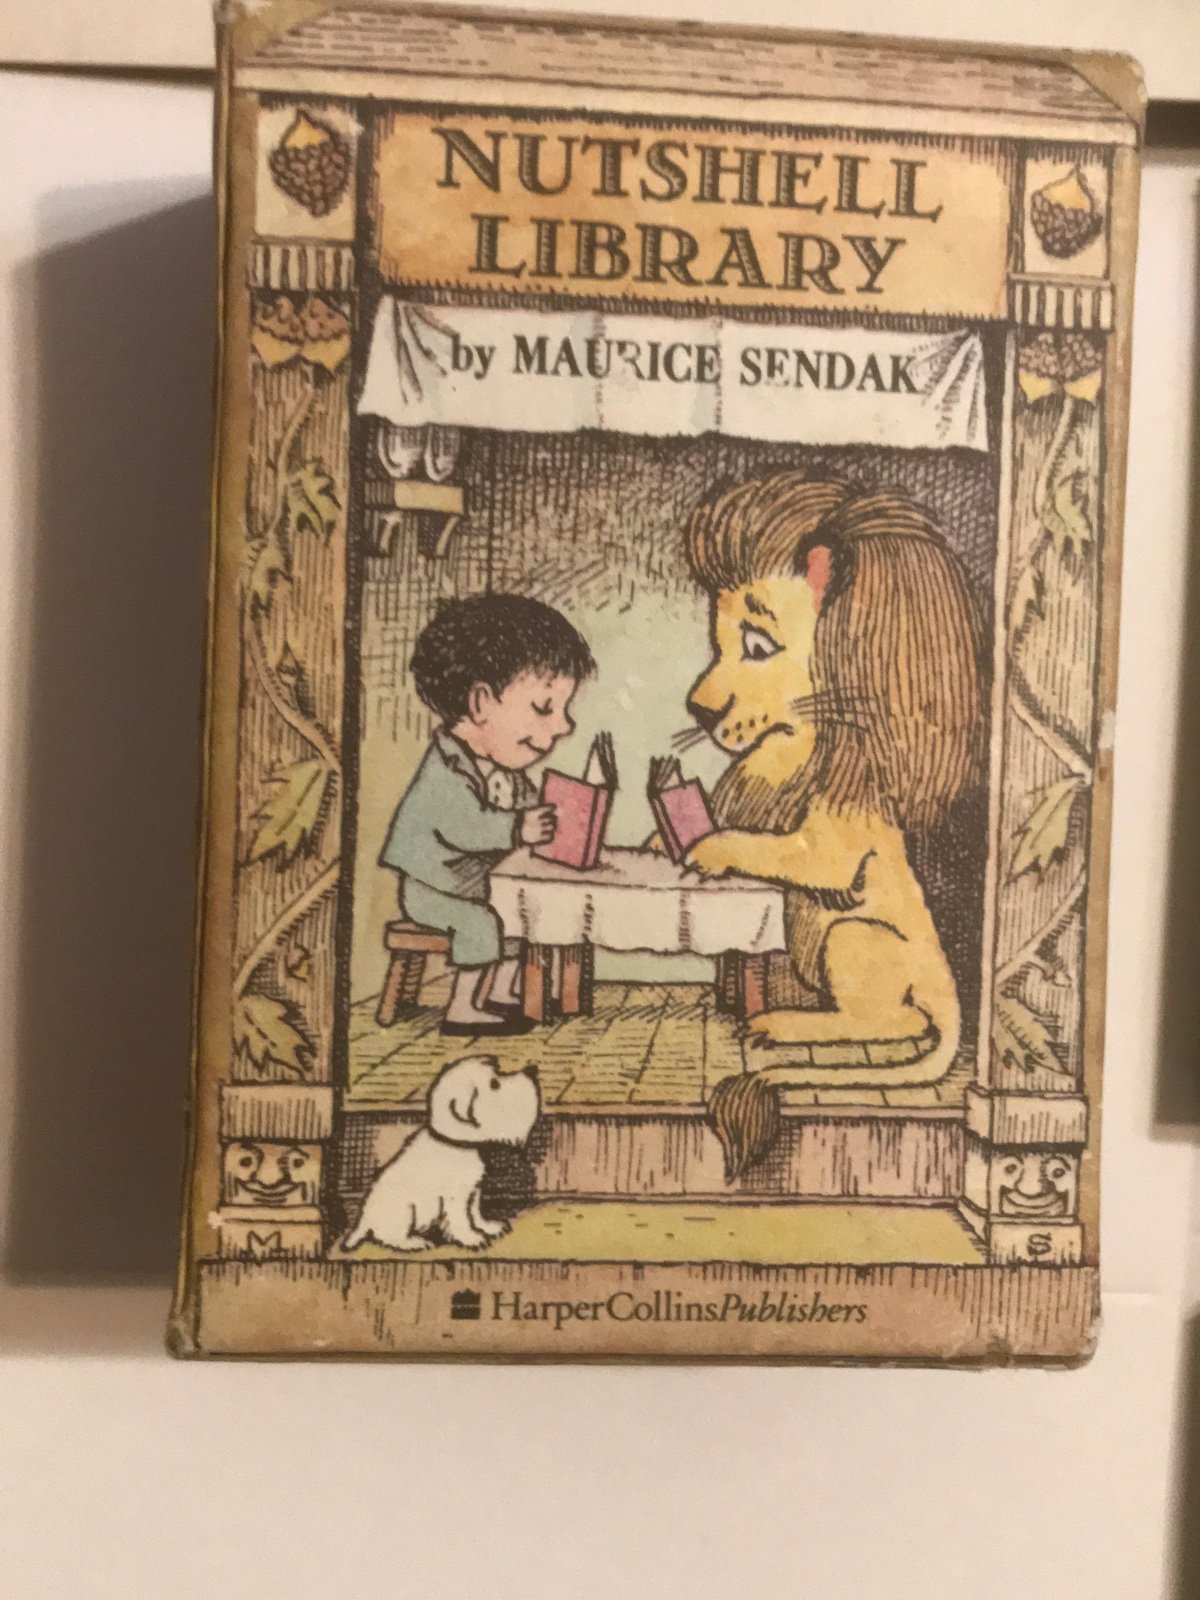 NUTSHELL
LIBRARY
by MAURICE SENDAK
M
S
HarperCollinsPublishers